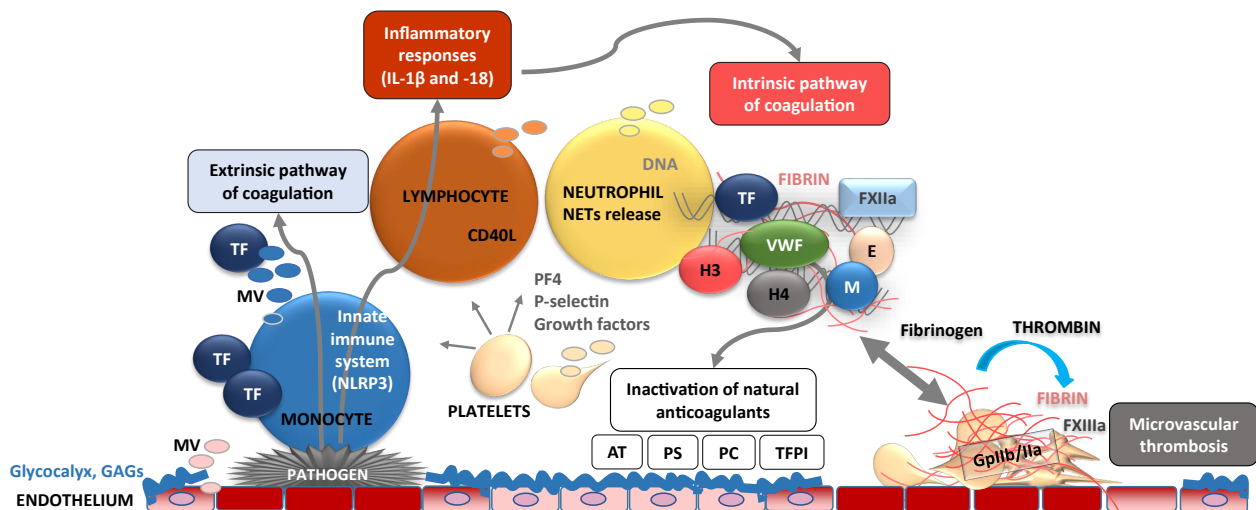 Inflammatory
responses
(IL-1β and -18)
Intrinsic pathway
of coagulation
Extrinsic pathway
of coagulation
LYMPHOCYTE
CD40L
NEUTROPHIL
NETs release
DNA
TF
FIBRIN
FXIIa
VWF
E
H3
H4
M
TF
MV
Innate
immune
system
(NLRP3)
TF
TF
MONOCYTE
PF4
P-selectin
Growth factors
PLATELETS
Fibrinogen
THROMBIN
FIBRIN
FXIIIa
GpIIb/IIa
Microvascular
thrombosis
Inactivation of natural
anticoagulants
AT
PS
PC
TFPI
MV
PATHOGEN
Glycocalyx, GAGs
ENDOTHELIUM